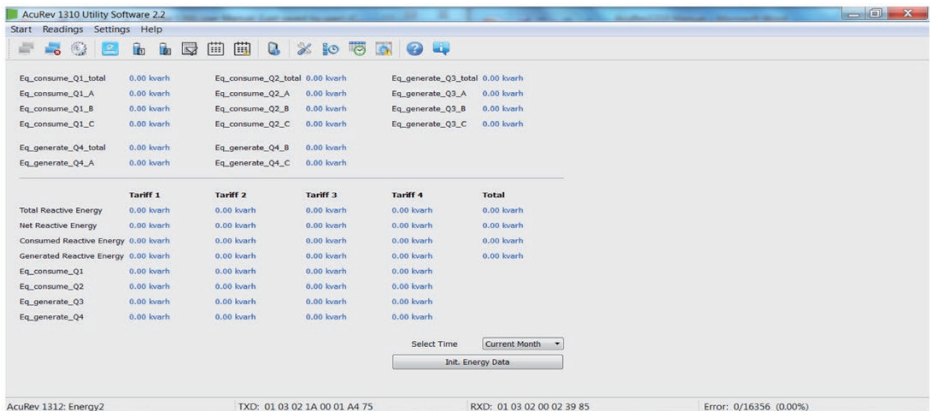 AcuRev 1310 Utility Software 2.2
Start Readings Settings Help
Eq_consume_Q1_total 0.00 kvarh Eq_consume_Q2_total 0.00 kvarh Eq_generate_Q3_total 0.00 kvarh
Eq_consume_Q1_A 0.00 kvarh Eq_consume_Q2_A 0.00 kvarh Eq_generate_Q3_A 0.00 kvarh
Eq_consume_Q1_B 0.00 kvarh Eq_consume_Q2_B 0.00 kvarh Eq_generate_Q3_B 0.00 kvarh
Eq_consume_Q1_C 0.00 kvarh Eq_consume_Q2_C 0.00 kvarh Eq_generate_Q3_C 0.00 kvarh
Eq_generate_Q4_total 0.00 kvarh Eq_generate_Q4_B 0.00 kvarh
Eq_generate_Q4_A 0.00 kvarh Eq_generate_Q4_C 0.00 kvarh
Tariff 1 Tariff 2 Tariff 3 Tariff 4 Total
Total Reactive Energy 0.00 kvarh 0.00 kvarh 0.00 kvarh 0.00 kvarh 0.00 kvarh
Net Reactive Energy 0.00 kvarh 0.00 kvarh 0.00 kvarh 0.00 kvarh 0.00 kvarh
Consumed Reactive Energy 0.00 kvarh 0.00 kvarh 0.00 kvarh 0.00 kvarh 0.00 kvarh
Generated Reactive Energy 0.00 kvarh 0.00 kvarh 0.00 kvarh 0.00 kvarh 0.00 kvarh
Eq_consume_Q1 0.00 kvarh 0.00 kvarh 0.00 kvarh 0.00 kvarh
Eq_consume_Q2 0.00 kvarh 0.00 kvarh 0.00 kvarh 0.00 kvarh
Eq_generate_Q3 0.00 kvarh 0.00 kvarh 0.00 kvarh 0.00 kvarh
Eq_generate_Q4 0.00 kvarh 0.00 kvarh 0.00 kvarh 0.00 kvarh
Select Time Current Month
Init. Energy Data
AcuRev 1312: Energy2 TXD: 01 03 02 1A 00 01 A4 75 RXD: 01 03 02 00 02 39 85 Error: 0/16356 (0.00%)